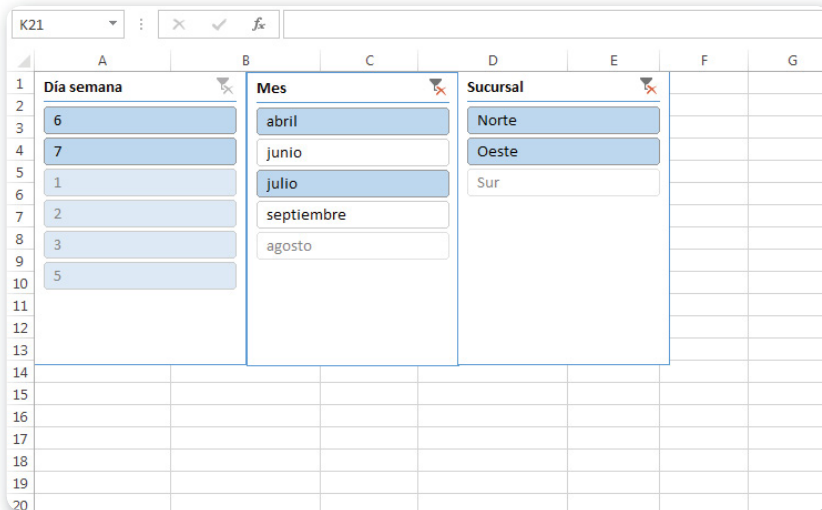 K21 fx
A B C D E F G
1 Día semana Mes Sucursal
2
3 6 abril Norte
4 7 junio Oeste
5
6 1 julio Sur
7 2 septiembre
8 3 agosto
9
10 5
11
12
13
14
15
16
17
18
19
20